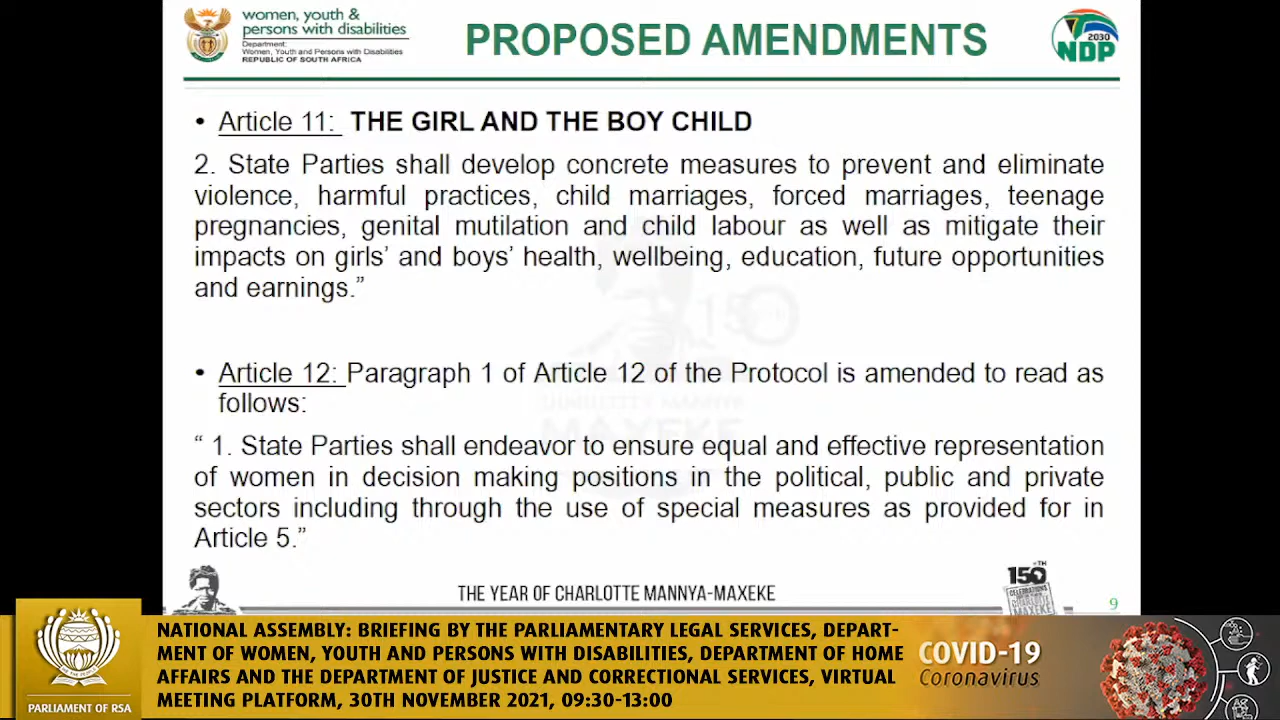 women, youth &
persons with disabilities
Department:
Women, Youth and Persons with Disabilities
REPUBLIC OF SOUTH AFRICA
PROPOSED AMENDMENTS
2030
NDP
• Article 11: THE GIRL AND THE BOY CHILD
2. State Parties shall develop concrete measures to prevent and eliminate
violence, harmful practices, child marriages, forced marriages, teenage
pregnancies, genital mutilation and child labour as well as mitigate their
impacts on girls’ and boys’ health, wellbeing, education, future opportunities
and earnings.”
• Article 12: Paragraph 1 of Article 12 of the Protocol is amended to read as
follows:
“ 1. State Parties shall endeavor to ensure equal and effective representation
of women in decision making positions in the political, public and private
sectors including through the use of special measures as provided for in
Article 5.”
THE YEAR OF CHARLOTTE MANNYA-MAXEKE
150TH
CELEBRATIONS
9
PARLIAMENT OF RSA
NATIONAL ASSEMBLY: BRIEFING BY THE PARLIAMENTARY LEGAL SERVICES, DEPART-
MENT OF WOMEN, YOUTH AND PERSONS WITH DISABILITIES, DEPARTMENT OF HOME
AFFAIRS AND THE DEPARTMENT OF JUSTICE AND CORRECTIONAL SERVICES, VIRTUAL
MEETING PLATFORM, 30TH NOVEMBER 2021, 09:30-13:00
COVID-19
Coronavirus